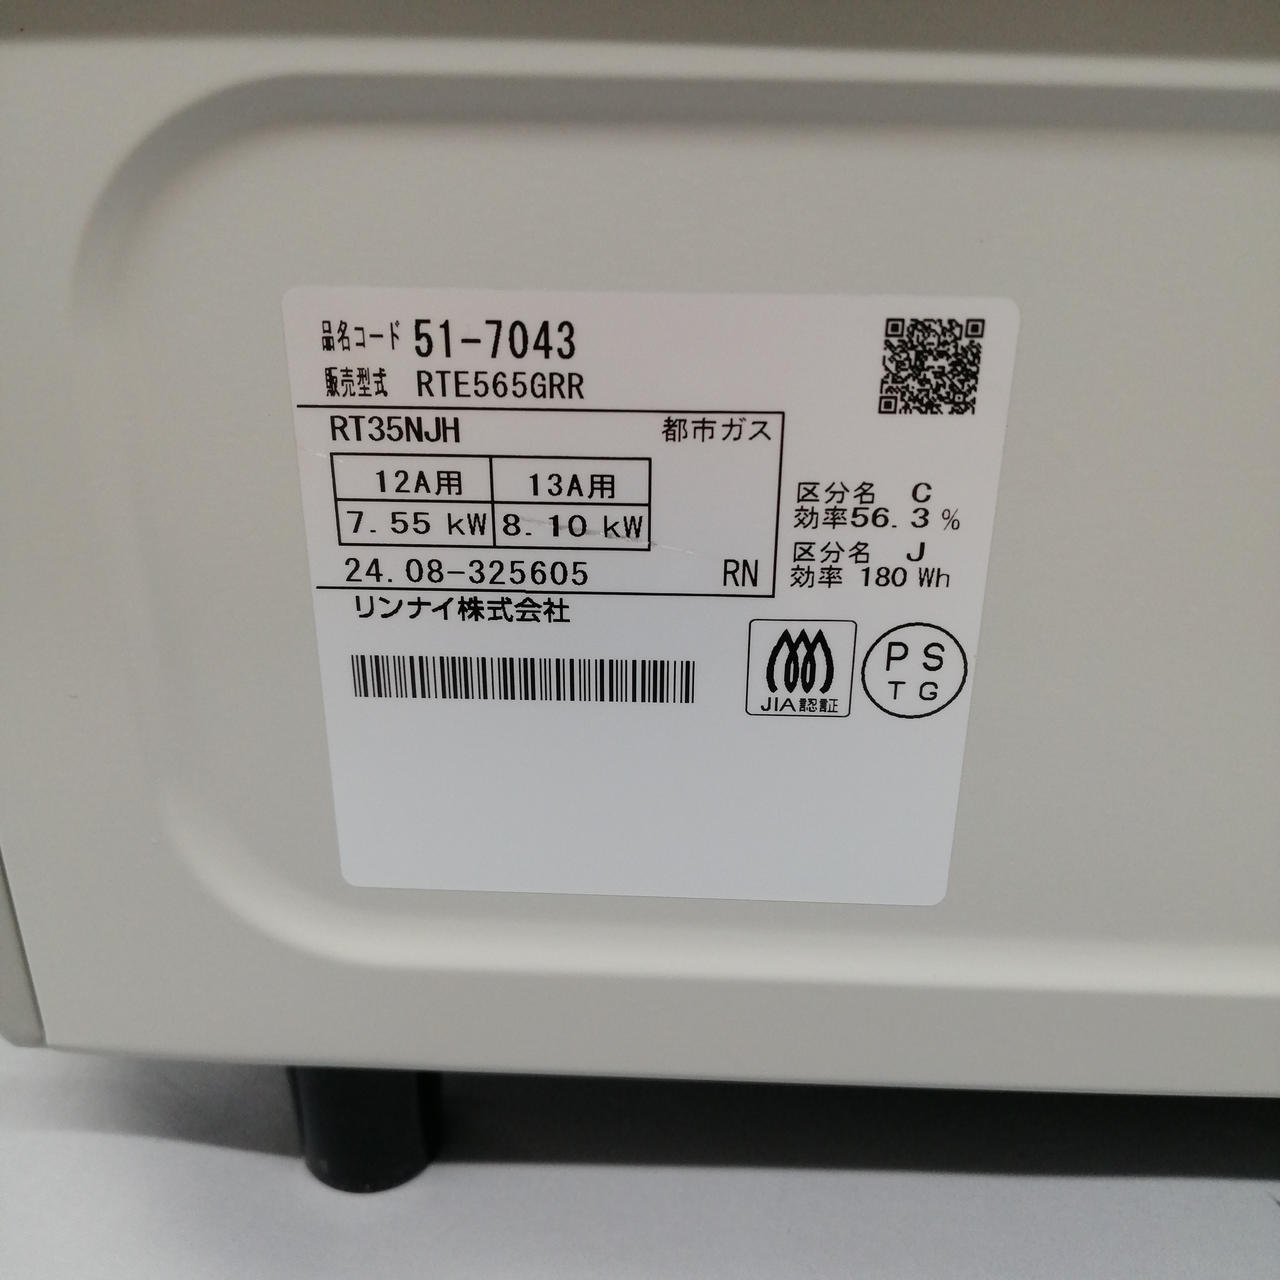 品名コード 51-7043
販売型式 RTE565GRR
RT35NJH 都市ガス
12A用 13A用
7.55 kW 8.10 kW
24.08-325605 RN
リンナイ株式会社
区分名 C
効率56.3 %
区分名 J
効率 180 Wh
JIA認証
PS
TG